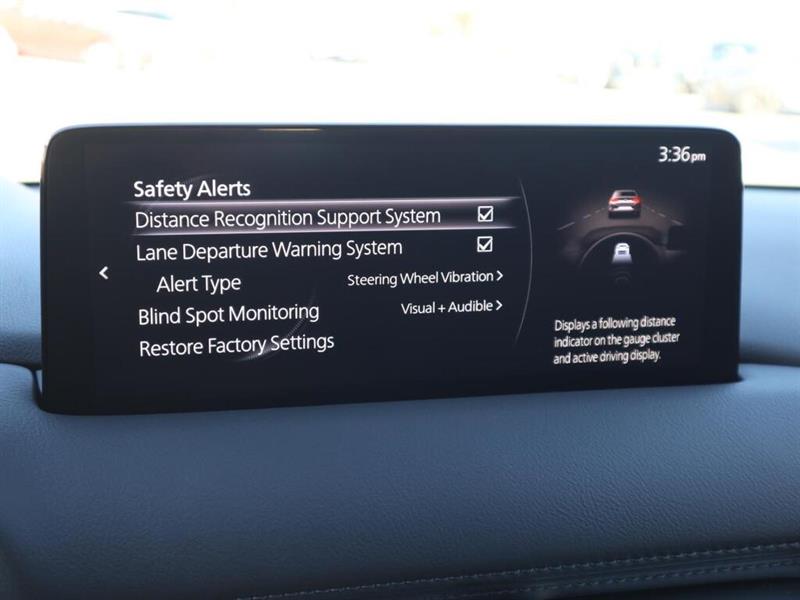 3:36pm
Safety Alerts
Distance Recognition Support System
Lane Departure Warning System
Alert Type Steering Wheel Vibration >
Blind Spot Monitoring Visual + Audible >
Restore Factory Settings
Displays a following distance
indicator on the gauge cluster
and active driving display.